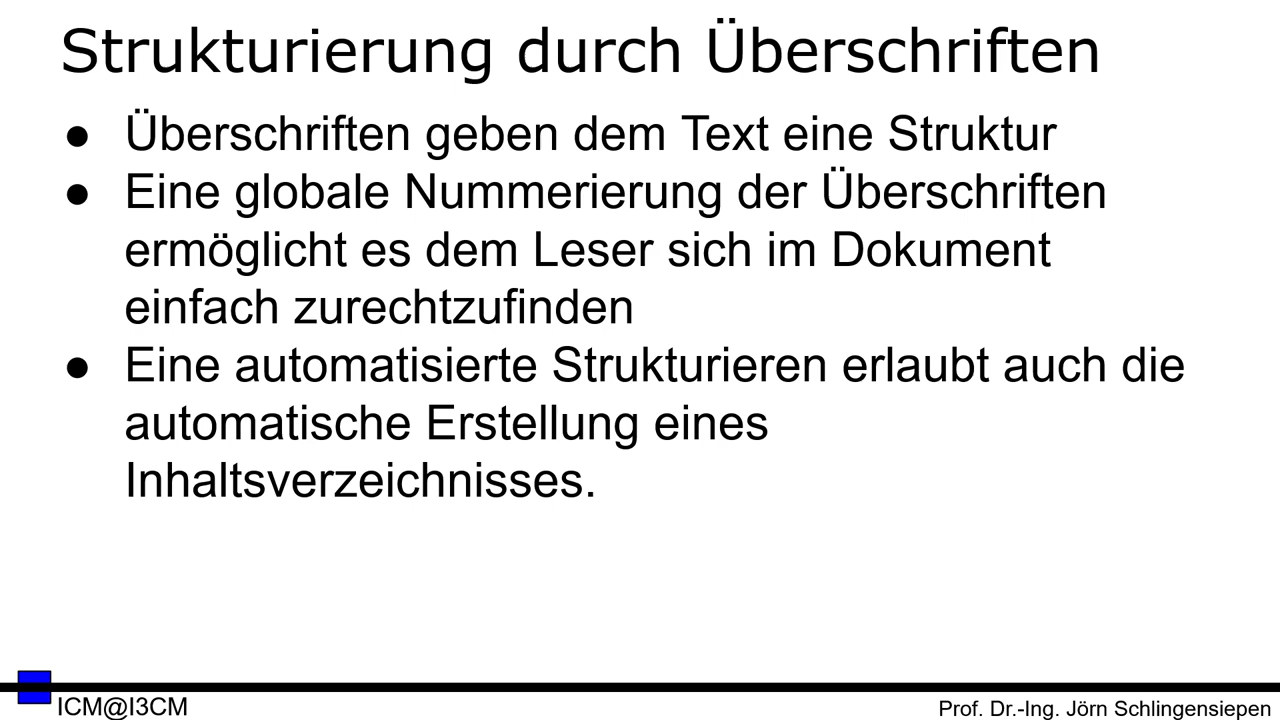 Strukturierung durch Überschriften
● Überschriften geben dem Text eine Struktur
● Eine globale Nummerierung der Überschriften
ermöglicht es dem Leser sich im Dokument
einfach zurechtzufinden
● Eine automatisierte Strukturieren erlaubt auch die
automatische Erstellung eines
Inhaltsverzeichnisses.
ICM@I3CM
Prof. Dr.-Ing. Jörn Schlingensiepen